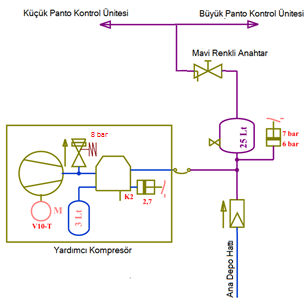 Küçük Panto Kontrol Ünitesi
Büyük Panto Kontrol Ünitesi
Mavi Renkli Anahtar
25 Lt
7 bar
6 bar
8 bar
M
V10-T
3 Lt
K2
2,7
Yardımcı Kompresör
Ana Depo Hattı